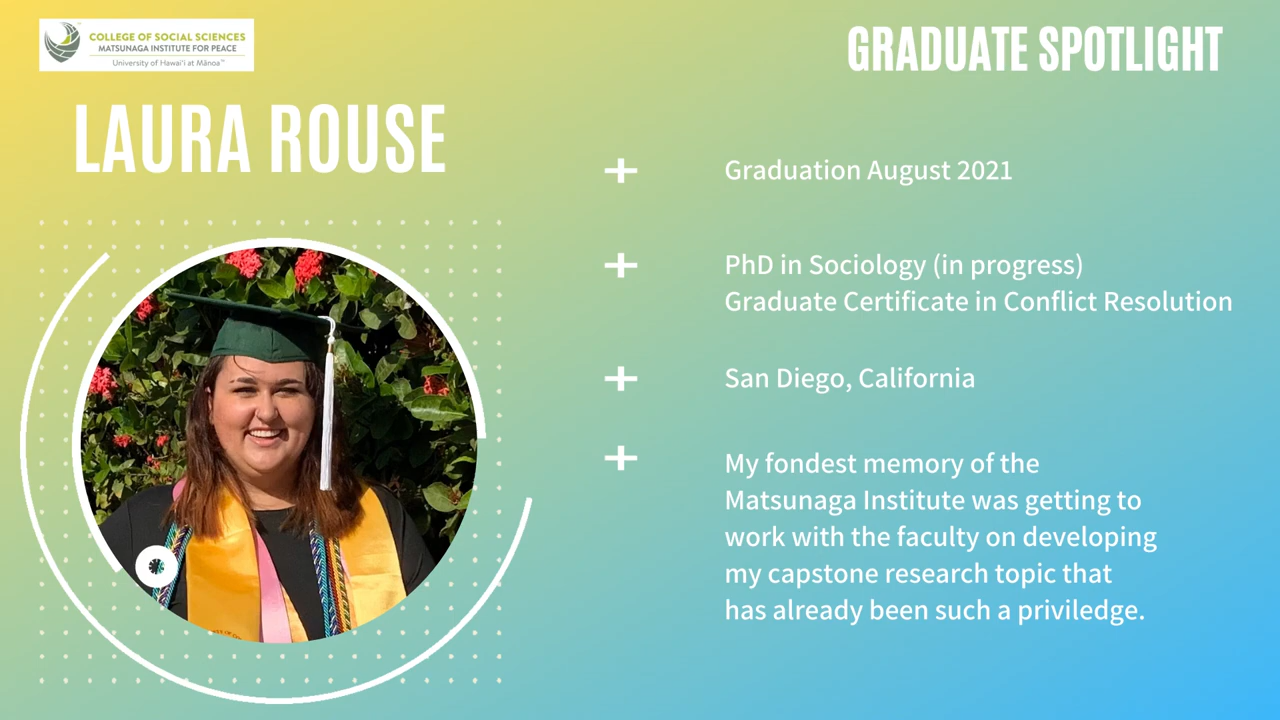 COLLEGE OF SOCIAL SCIENCES
MATSUNAGA INSTITUTE FOR PEACE
University of Hawai'i at Mānoa™
GRADUATE SPOTLIGHT
LAURA ROUSE
Graduation August 2021
PhD in Sociology (in progress)
Graduate Certificate in Conflict Resolution
San Diego, California
My fondest memory of the
Matsunaga Institute was getting to
work with the faculty on developing
my capstone research topic that
has already been such a priviledge.